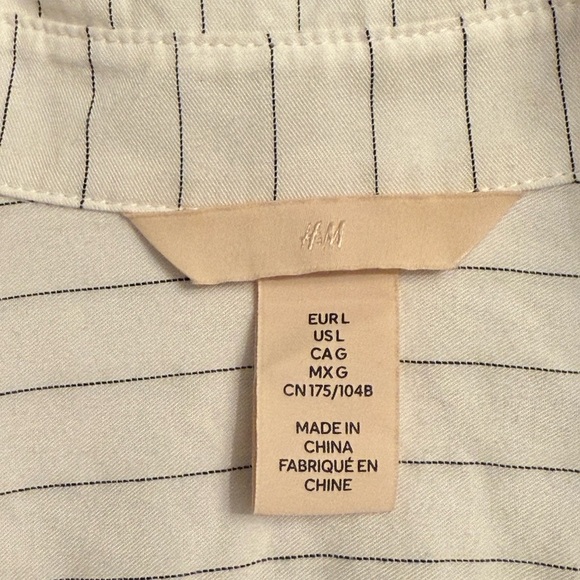 H&M
EUR L
US L
CA G
MX G
CN 175/104B
MADE IN
CHINA
FABRIQUÉ EN
CHINE